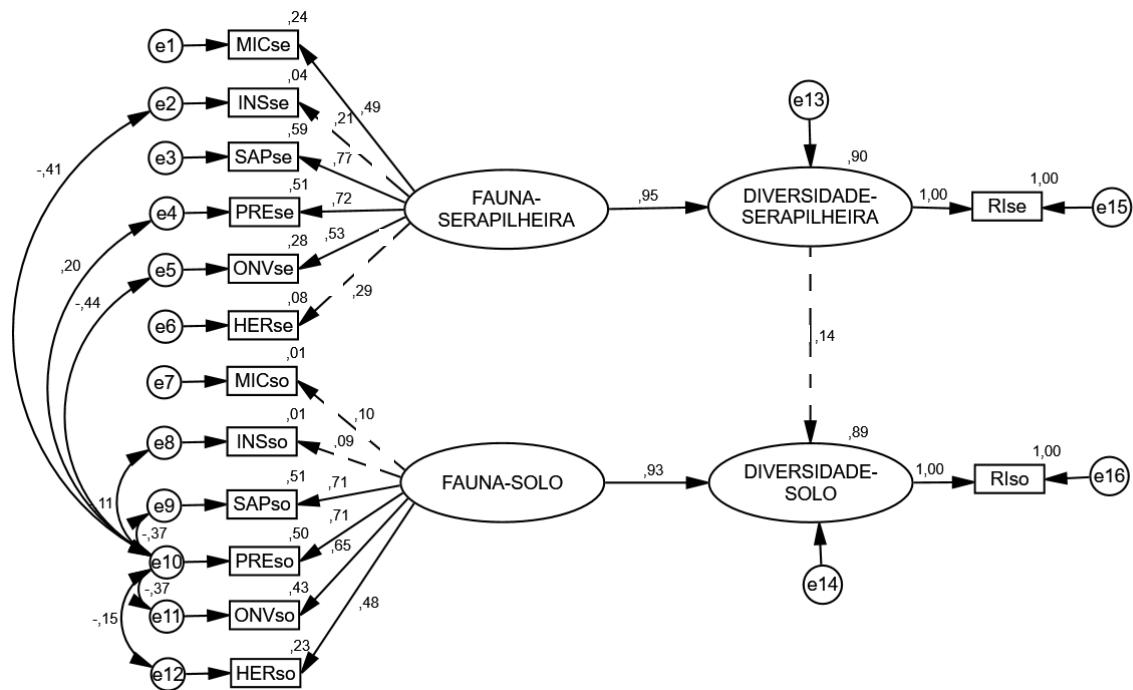 ,24
e1
MICse
,04
e2
INSse
,49
,21
e13
,59
e3
SAPse
,77
-,41
,90
,51
e4
PREse
,72
FAUNA-
SERAPILHEIRA
,95
DIVERSIDADE-
SERAPILHEIRA
1,00
1,00
RIse
e15
,53
,28
,20
e5
ONVse
-,44
,29
,08
e6
HERse
,14
,01
e7
MICso
,10
,01
e8
INSso
,09
,89
FAUNA-SOLO
,93
DIVERSIDADE-
SOLO
1,00
1,00
RIso
e16
,51
11
e9
SAPso
,71
-,37
,71
,50
e10
PREso
,65
-,37
,43
e14
-,15
e11
ONVso
,48
,23
e12
HERso